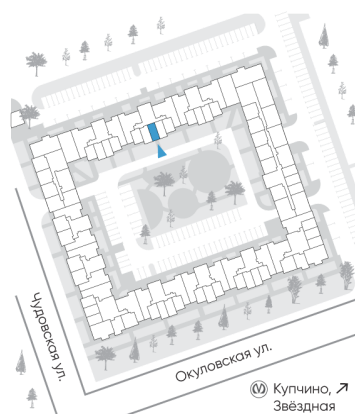 Чудовская ул.
Окуловская ул.
М Купчино, ↗
Звёздная